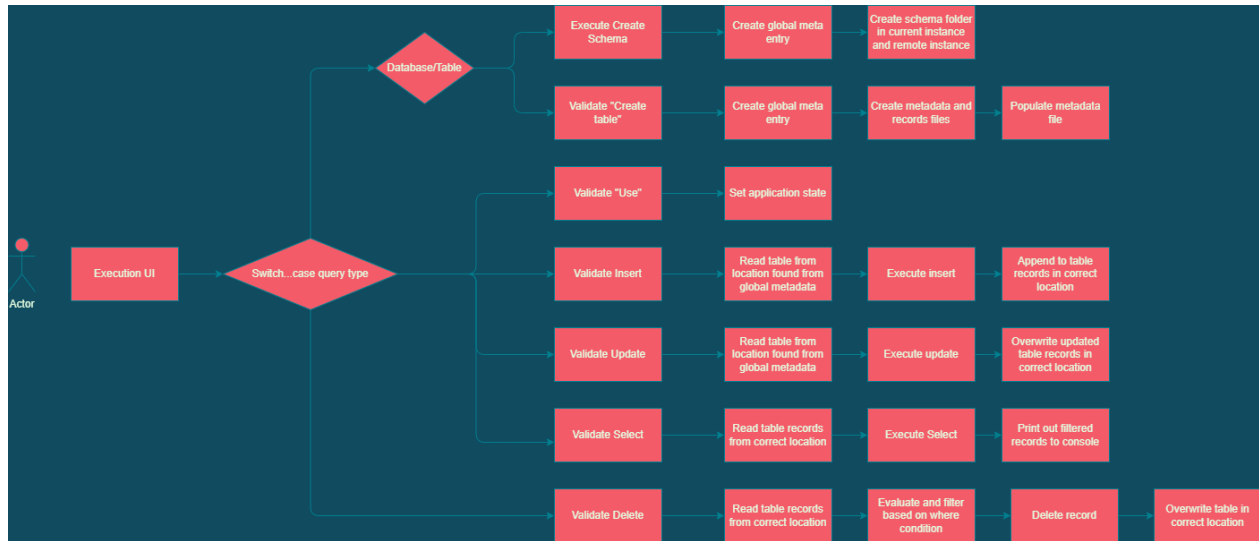 Execute Create
Schema
Create global meta
entry
Create schema folder
in current instance
and remote instance
Database/Table
Validate "Create
table"
Create global meta
entry
Create metadata and
records files
Populate metadata
file
Validate "Use"
Set application state
Actor
Execution UI
Switch...case query type
Validate Insert
Read table from
location found from
global metadata
Execute insert
Append to table
records in correct
location
Validate Update
Read table from
location found from
global metadata
Execute update
Overwrite updated
table records in
correct location
Validate Select
Read table records
from correct location
Execute Select
Print out filtered
records to console
Validate Delete
Read table records
from correct location
Evaluate and filter
based on where
condition
Delete record
Overwrite table in
correct location